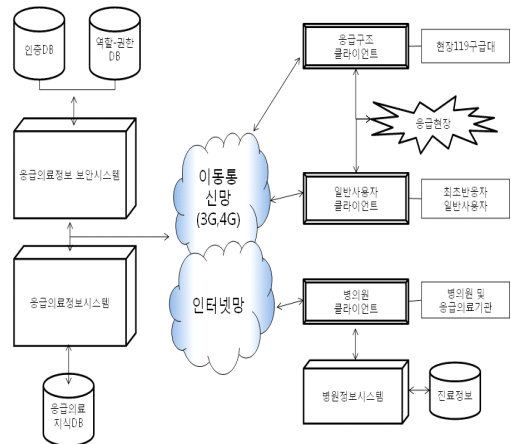 인증DB
역할-권한
DB
응급의료정보 보안시스템
응급의료정보시스템
응급의료
지식DB
이동통
신망
(3G,4G)
인터넷망
응급구조
클라이언트
현장119구급대
응급현장
일반사용자
클라이언트
최초반응자
일반사용자
병의원
클라이언트
병의원 및
응급의료기관
병원정보시스템
진료정보